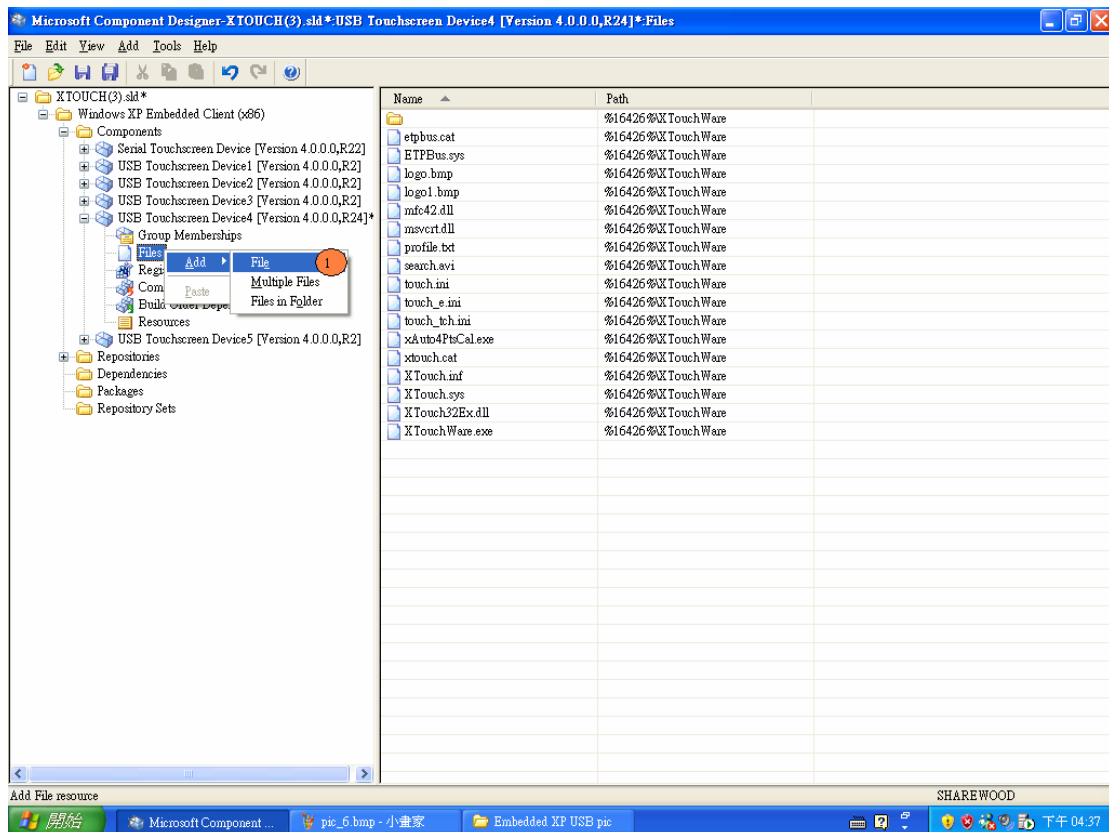 Microsoft Component Designer-XTOUCH(3).sld*:USB Touchscreen Device4 [Version 4.0.0.0,R24]*:Files
File Edit View Add Tools Help
XTOUCH(3).sld*
Windows XP Embedded Client (x86)
Components
Serial Touchscreen Device [Version 4.0.0.0,R22]
USB Touchscreen Device1 [Version 4.0.0.0,R2]
USB Touchscreen Device2 [Version 4.0.0.0,R2]
USB Touchscreen Device3 [Version 4.0.0.0,R2]
USB Touchscreen Device4 [Version 4.0.0.0,R24]*
Group Memberships
Files
Regi
Com
Build Order Depe
Resources
USB Touchscreen Device5 [Version 4.0.0.0,R2]
Repositories
Dependencies
Packages
Repository Sets
Add
Paste
File 1
Multiple Files
Files in Folder
Name Path
%16426%\XTouchWare
etpbus.cat %16426%\XTouchWare
ETPBus.sys %16426%\XTouchWare
logo.bmp %16426%\XTouchWare
logo1.bmp %16426%\XTouchWare
mfc42.dll %16426%\XTouchWare
msvcrt.dll %16426%\XTouchWare
profile.txt %16426%\XTouchWare
search.avi %16426%\XTouchWare
touch.ini %16426%\XTouchWare
touch_e.ini %16426%\XTouchWare
touch_tch.ini %16426%\XTouchWare
xAuto4PtsCal.exe %16426%\XTouchWare
xtouch.cat %16426%\XTouchWare
XTouch.inf %16426%\XTouchWare
XTouch.sys %16426%\XTouchWare
XTouch32Ex.dll %16426%\XTouchWare
XTouchWare.exe %16426%\XTouchWare
Add File resource SHAREWOOD
開始 Microsoft Component ... pic_6.bmp - 小畫家 Embedded XP USB pic 下午 04:37